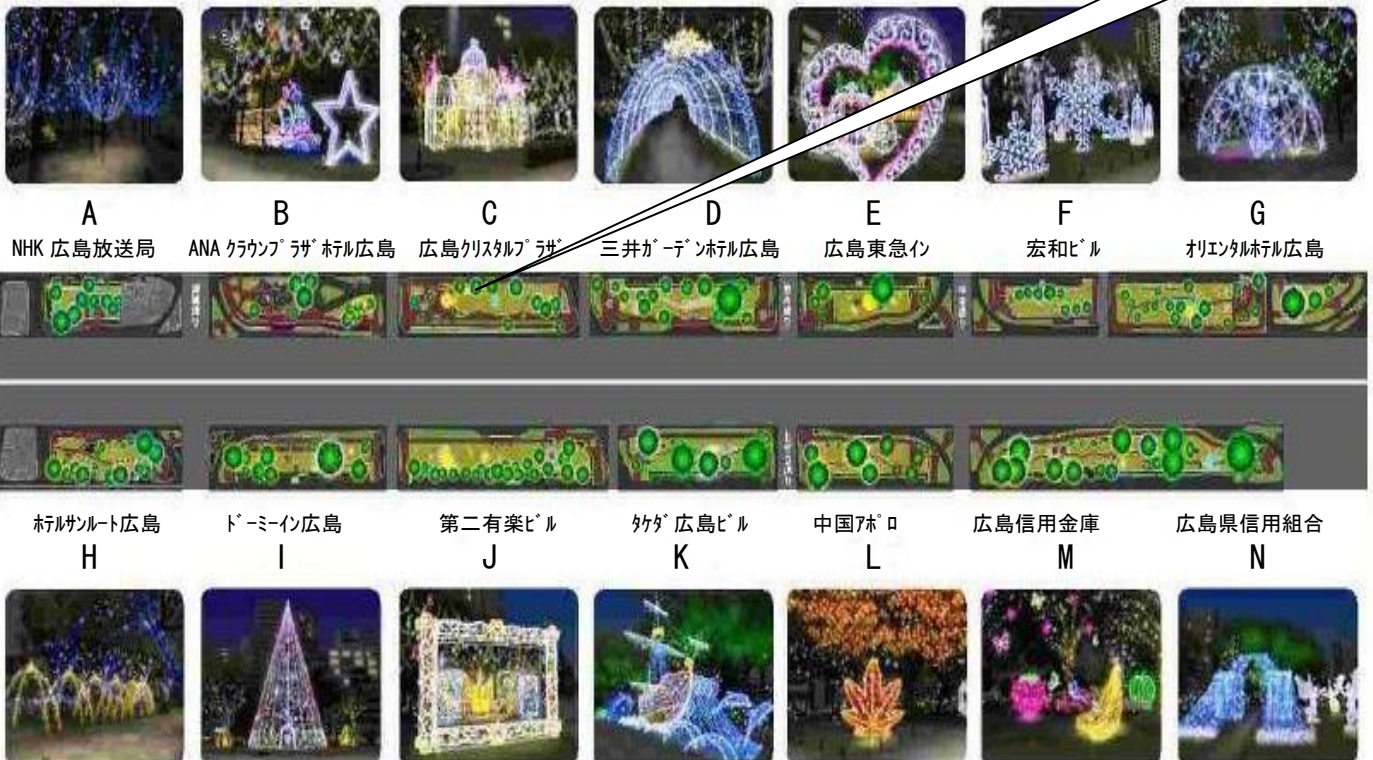 A B C D E F G
NHK 広島放送局 ANA クラウンプラザホテル広島 広島クリスタルプラザ 三井ガーデンホテル広島 広島東急イン 宏和ビル オリエンタルホテル広島
ホテルサンルート広島 ドーミーイン広島 第二有楽ビル タケダ広島ビル 中国アポロ 広島信用金庫 広島県信用組合
H I J K L M N